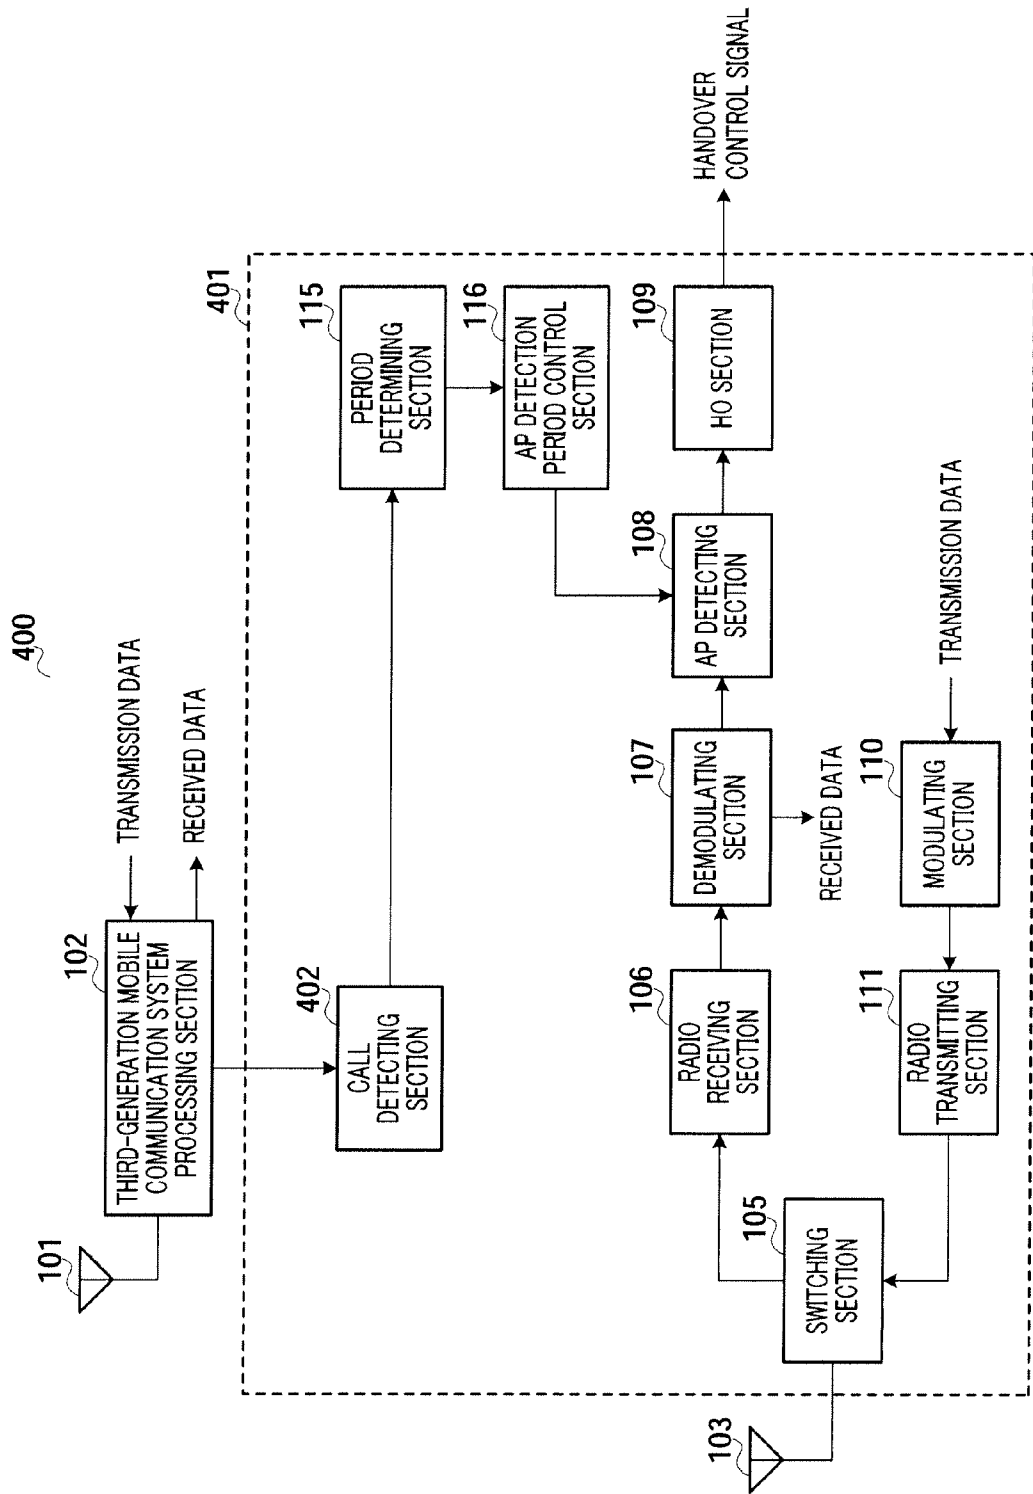 400
101
102
THIRD-GENERATION MOBILE
COMMUNICATION SYSTEM
PROCESSING SECTION
TRANSMISSION DATA
RECEIVED DATA
401
402
CALL
DETECTING
SECTION
115
PERIOD
DETERMINING
SECTION
116
AP DETECTION
PERIOD CONTROL
SECTION
103
105
SWITCHING
SECTION
106
RADIO
RECEIVING
SECTION
107
DEMODULATING
SECTION
RECEIVED DATA
108
AP DETECTING
SECTION
109
HO SECTION
HANDOVER
CONTROL SIGNAL
111
RADIO
TRANSMITTING
SECTION
110
MODULATING
SECTION
TRANSMISSION DATA